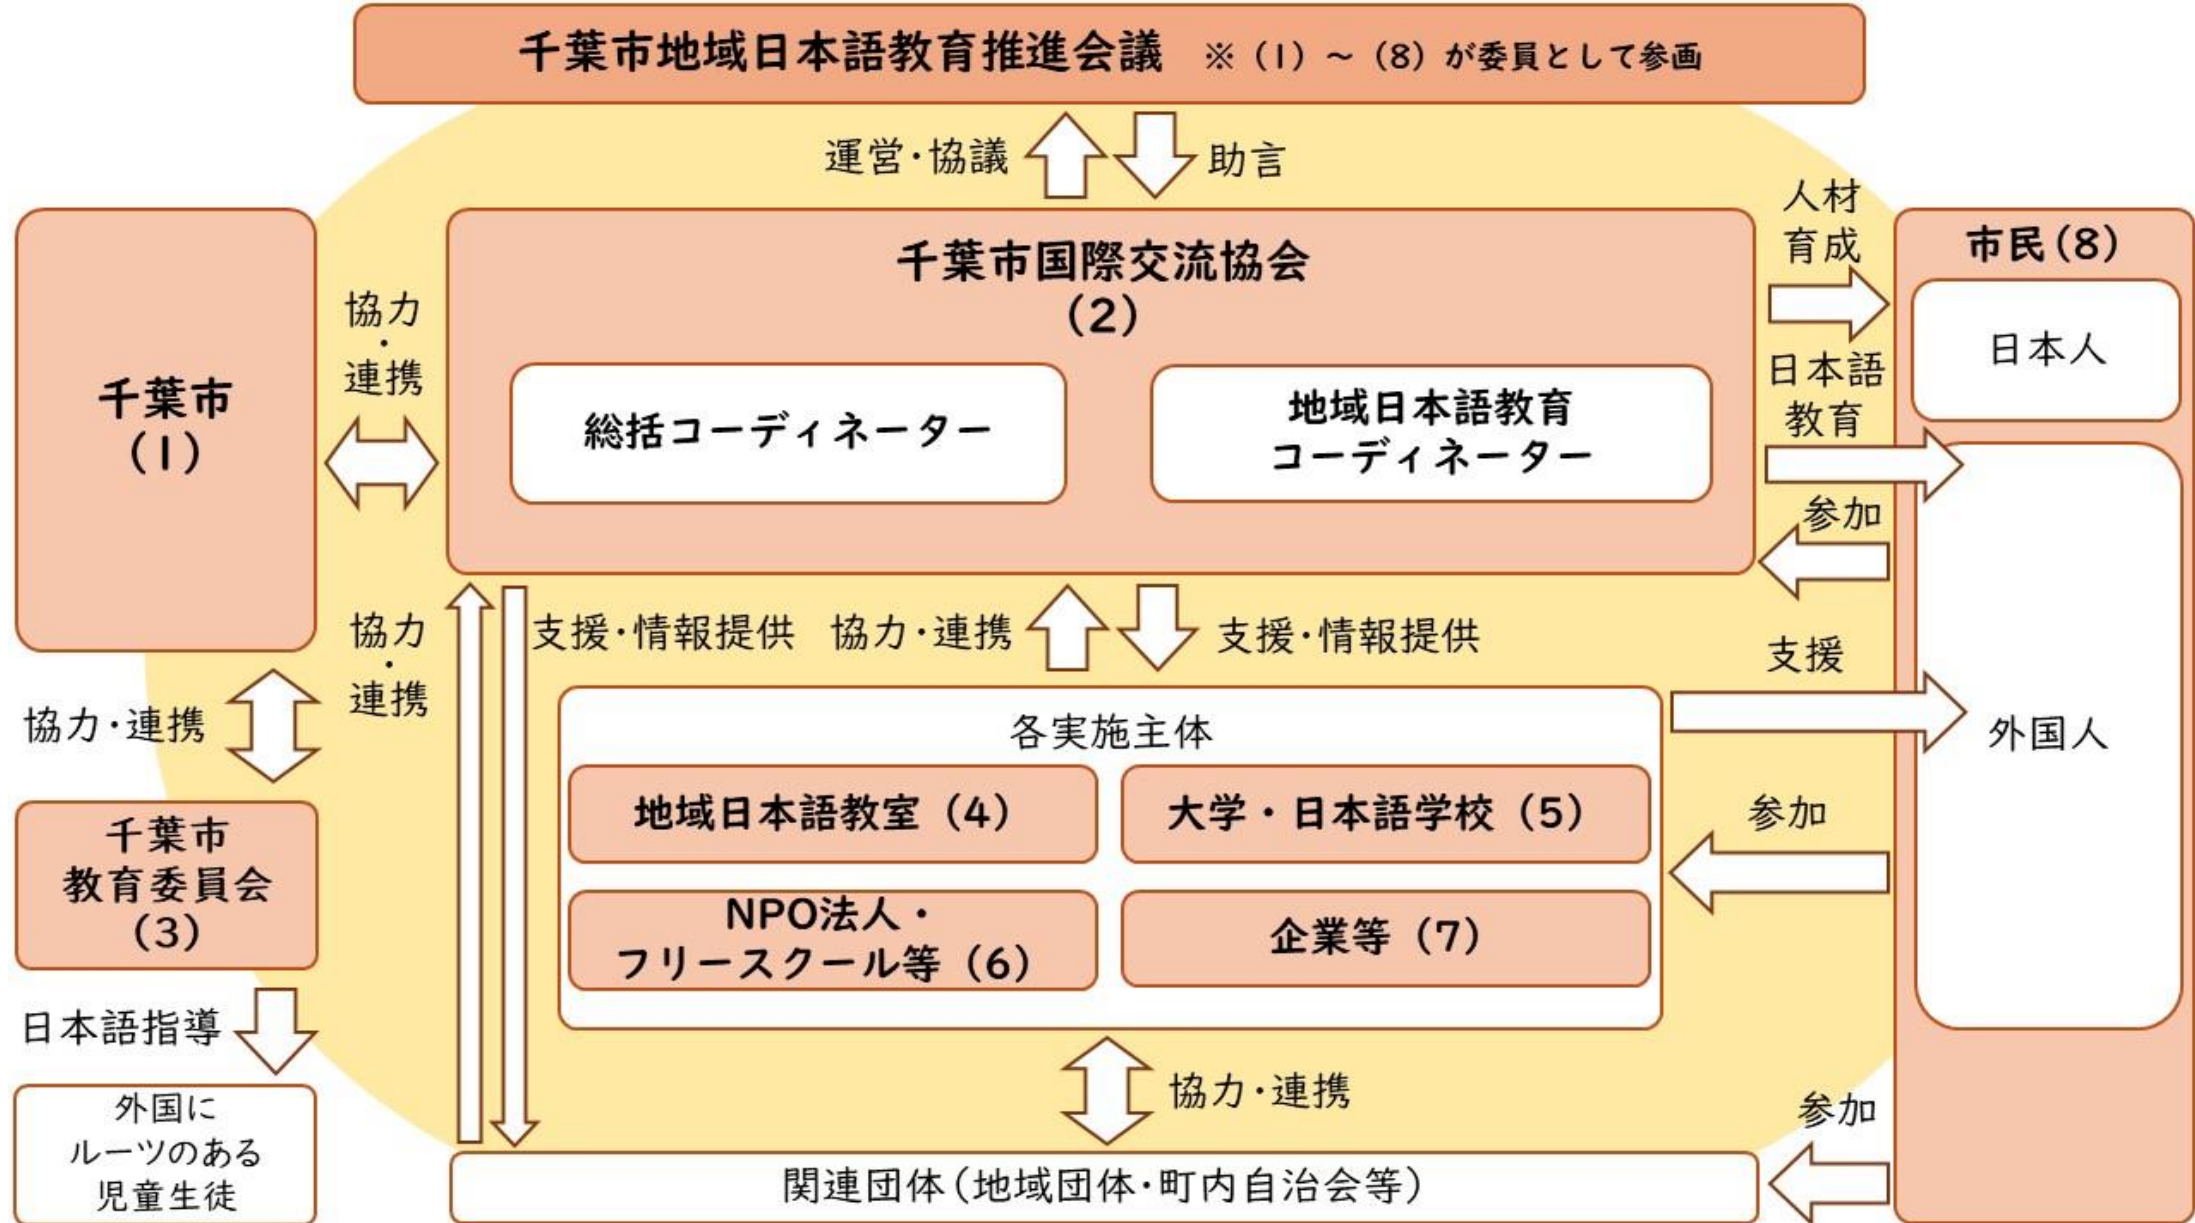 千葉市地域日本語教育推進会議 ※(1)～(8)が委員として参画
運営・協議
助言
千葉市
(1)
協力
・
連携
千葉市国際交流協会
(2)
総括コーディネーター
地域日本語教育
コーディネーター
人材
育成
日本語
教育
参加
市民(8)
日本人
外国人
協力・連携
協力
・
連携
支援・情報提供
協力・連携
支援・情報提供
支援
各実施主体
地域日本語教室(4)
大学・日本語学校(5)
NPO法人・
フリースクール等(6)
企業等(7)
参加
千葉市
教育委員会
(3)
日本語指導
外国に
ルーツのある
児童生徒
協力・連携
関連団体(地域団体・町内自治会等)
参加